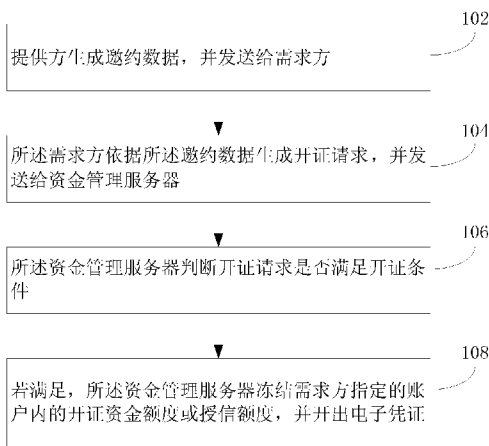 102
提供方生成邀约数据，并发送给需求方
104
所述需求方依据所述邀约数据生成开证请求，并发
送给资金管理服务器
106
所述资金管理服务器判断开证请求是否满足开证条
件
108
若满足，所述资金管理服务器冻结需求方指定的账
户内的开证资金额度或授信额度，并开出电子凭证